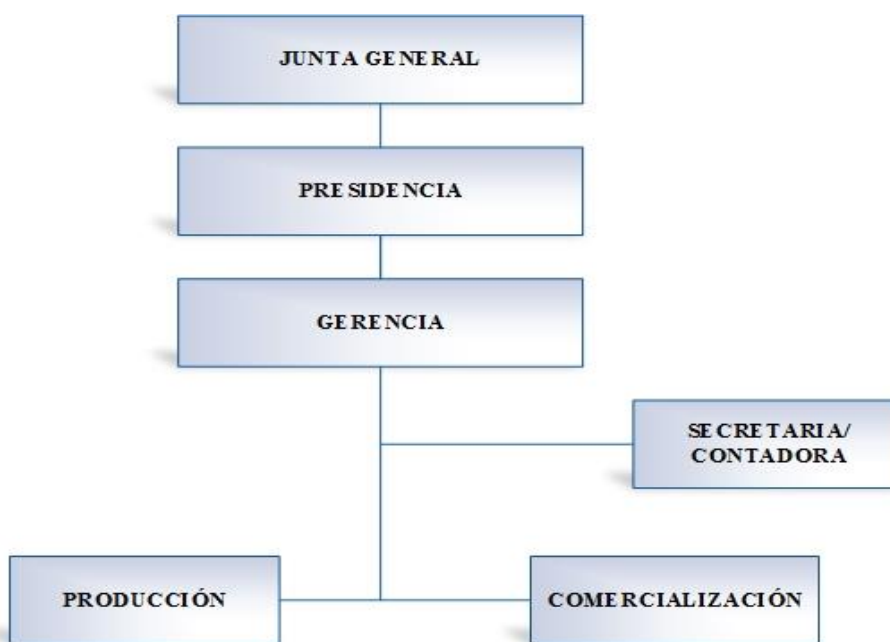 JUNTA GENERAL
PRESIDENCIA
GERENCIA
SECRETARIA/
CONTADORA
PRODUCCIÓN
COMERCIALIZACIÓN